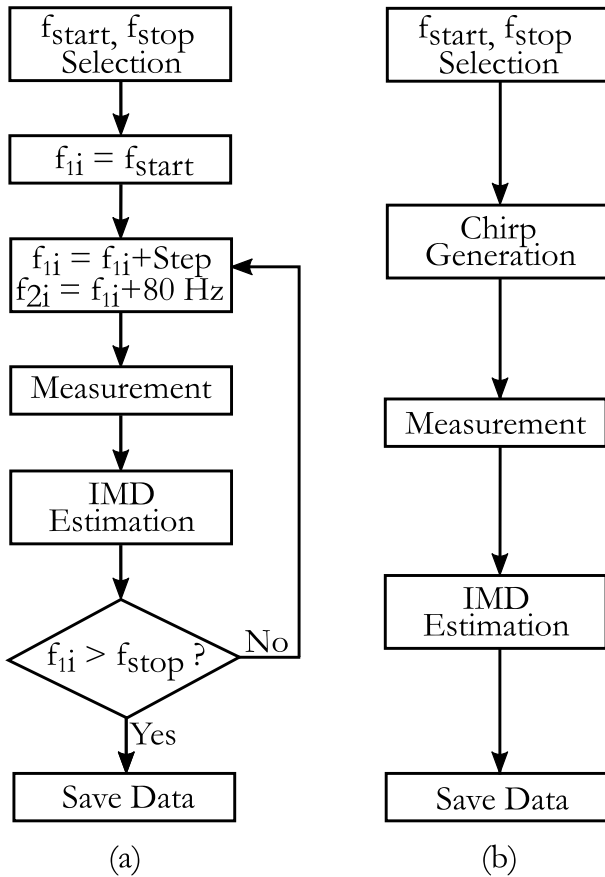 fstart, fstop
Selection
f1i = fstart
f1i = f1i+Step
f2i = f1i+80 Hz
Measurement
IMD
Estimation
f1i > fstop ?
No
Yes
Save Data
(a)
fstart, fstop
Selection
Chirp
Generation
Measurement
IMD
Estimation
Save Data
(b)